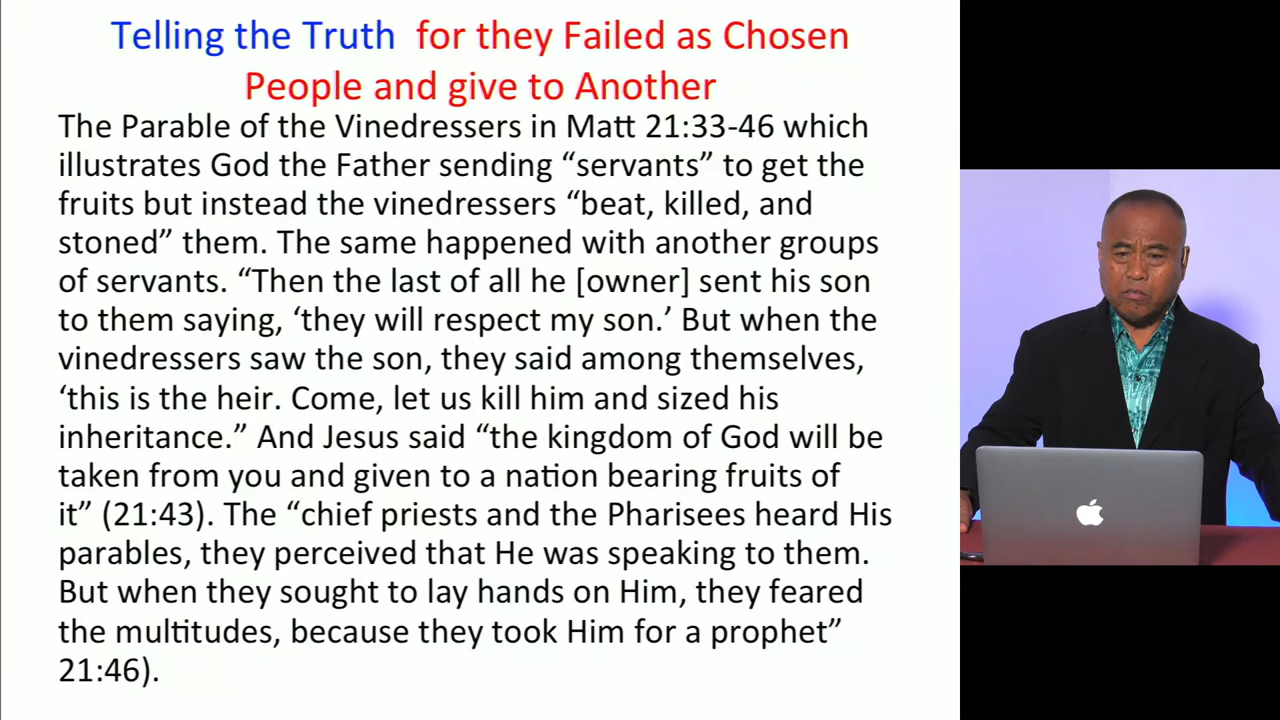 Telling the Truth for they Failed as Chosen
People and give to Another
The Parable of the Vinedressers in Matt 21:33-46 which
illustrates God the Father sending “servants” to get the
fruits but instead the vinedressers “beat, killed, and
stoned” them. The same happened with another groups
of servants. “Then the last of all he [owner] sent his son
to them saying, ‘they will respect my son.’ But when the
vinedressers saw the son, they said among themselves,
‘this is the heir. Come, let us kill him and sized his
inheritance.” And Jesus said “the kingdom of God will be
taken from you and given to a nation bearing fruits of
it” (21:43). The “chief priests and the Pharisees heard His
parables, they perceived that He was speaking to them.
But when they sought to lay hands on Him, they feared
the multitudes, because they took Him for a prophet”
21:46).